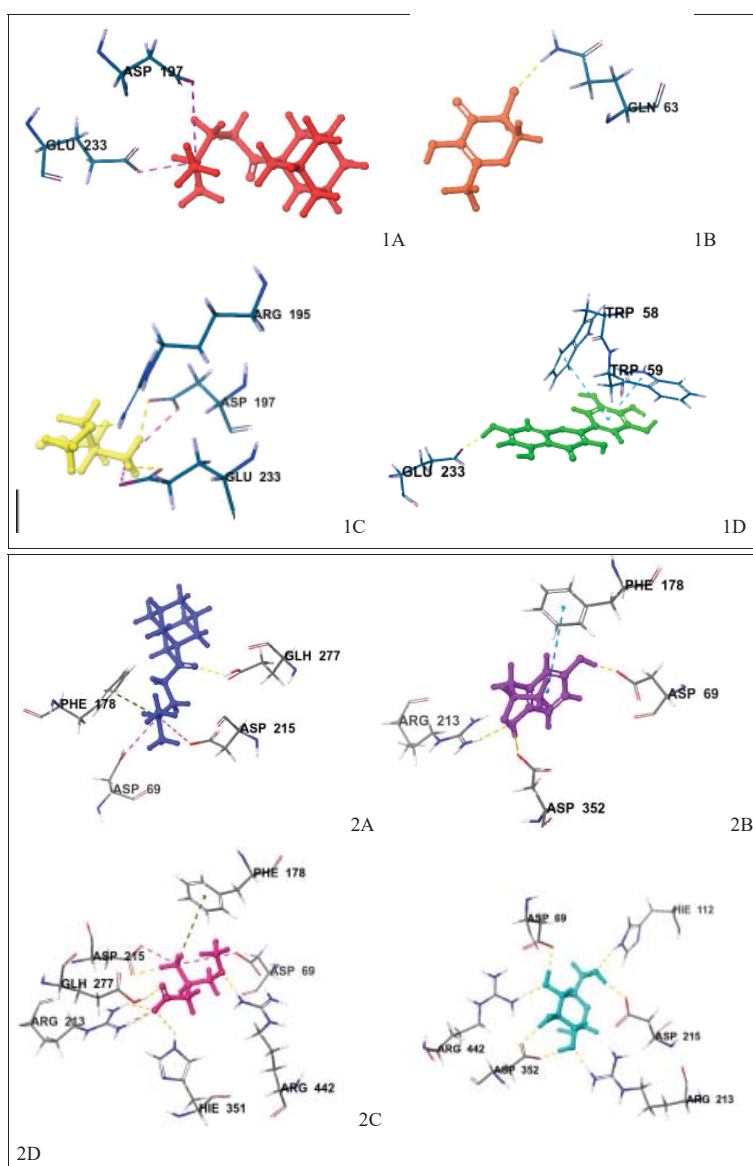 ASP 197
GLU 233
1A
GLN 63
1B
ARG 195
ASP 197
GLU 233
1C
TRP 58
TRP 59
GLU 233
1D
GLH 277
PHE 178
ASP 215
ASP 69
2A
PHE 178
ASP 69
ARG 213
ASP 352
2B
PHE 178
ASP 215
GLH 277
ASP 69
ARG 213
ARG 442
HIE 351
2D
ASP 69
HIE 112
ARG 442
ASP 215
ASP 352
ARG 213
2C